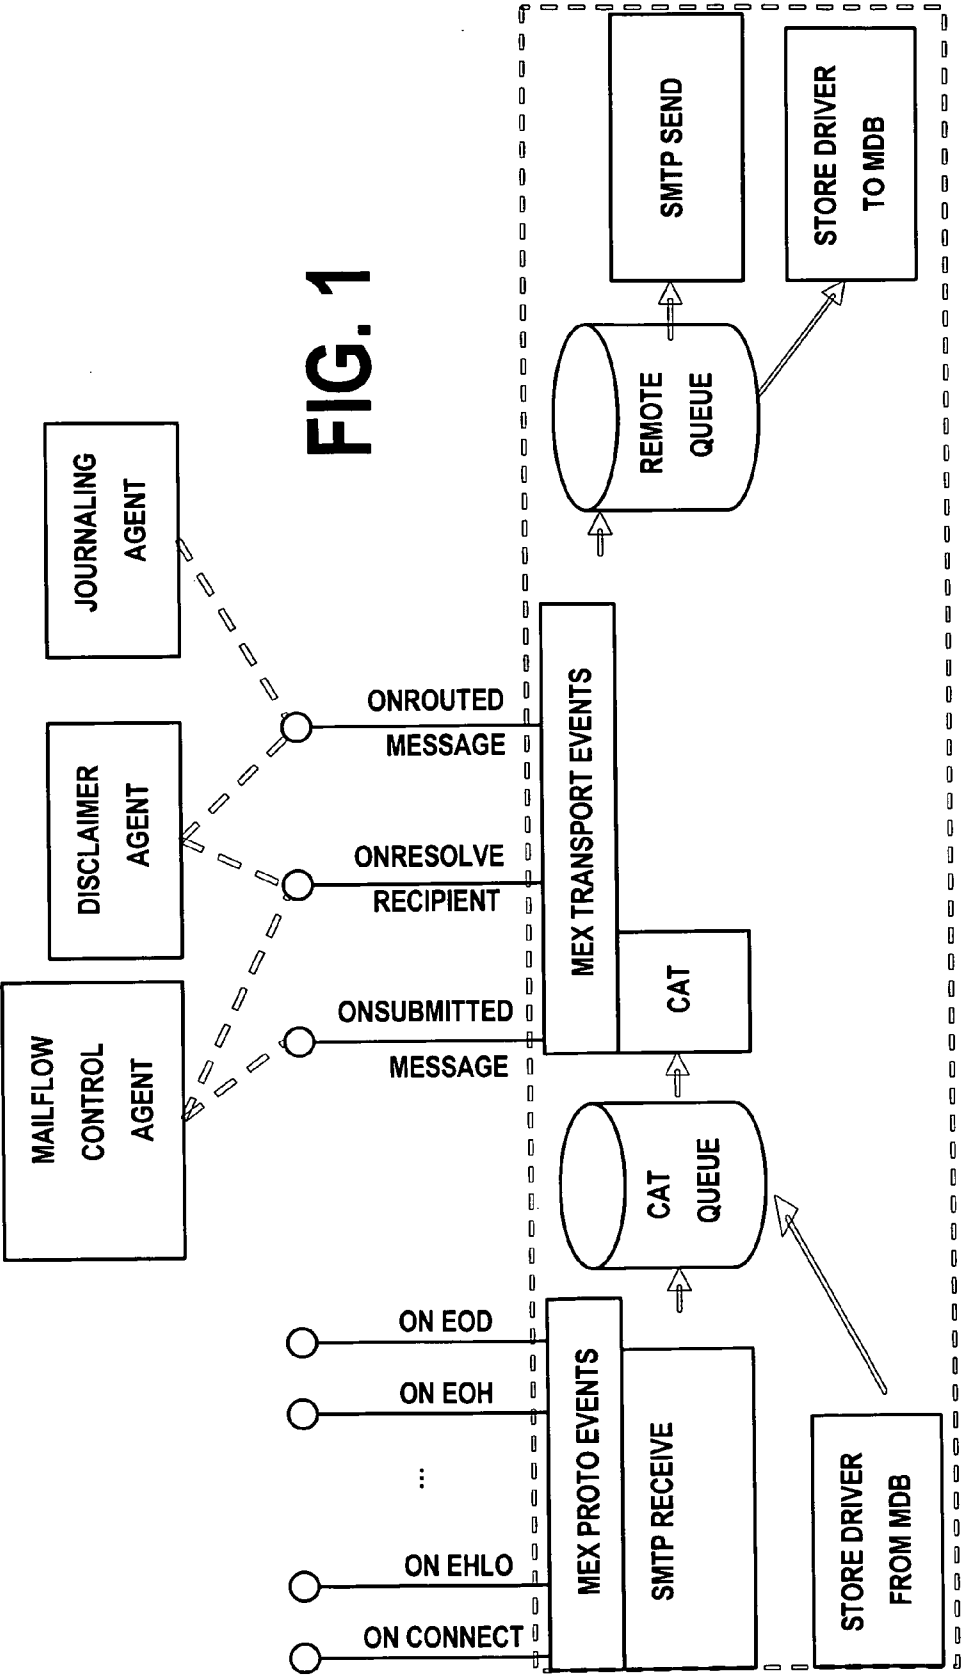 MAILFLOW
CONTROL
AGENT
DISCLAIMER
AGENT
JOURNALING
AGENT
FIG. 1
ON CONNECT
ON EHLO
...
ON EOH
ON EOD
ONSUBMITTED
MESSAGE
ONRESOLVE
RECIPIENT
ONROUTED
MESSAGE
MEX PROTO EVENTS
SMTP RECEIVE
CAT
QUEUE
MEX TRANSPORT EVENTS
CAT
REMOTE
QUEUE
SMTP SEND
STORE DRIVER
FROM MDB
STORE DRIVER
TO MDB